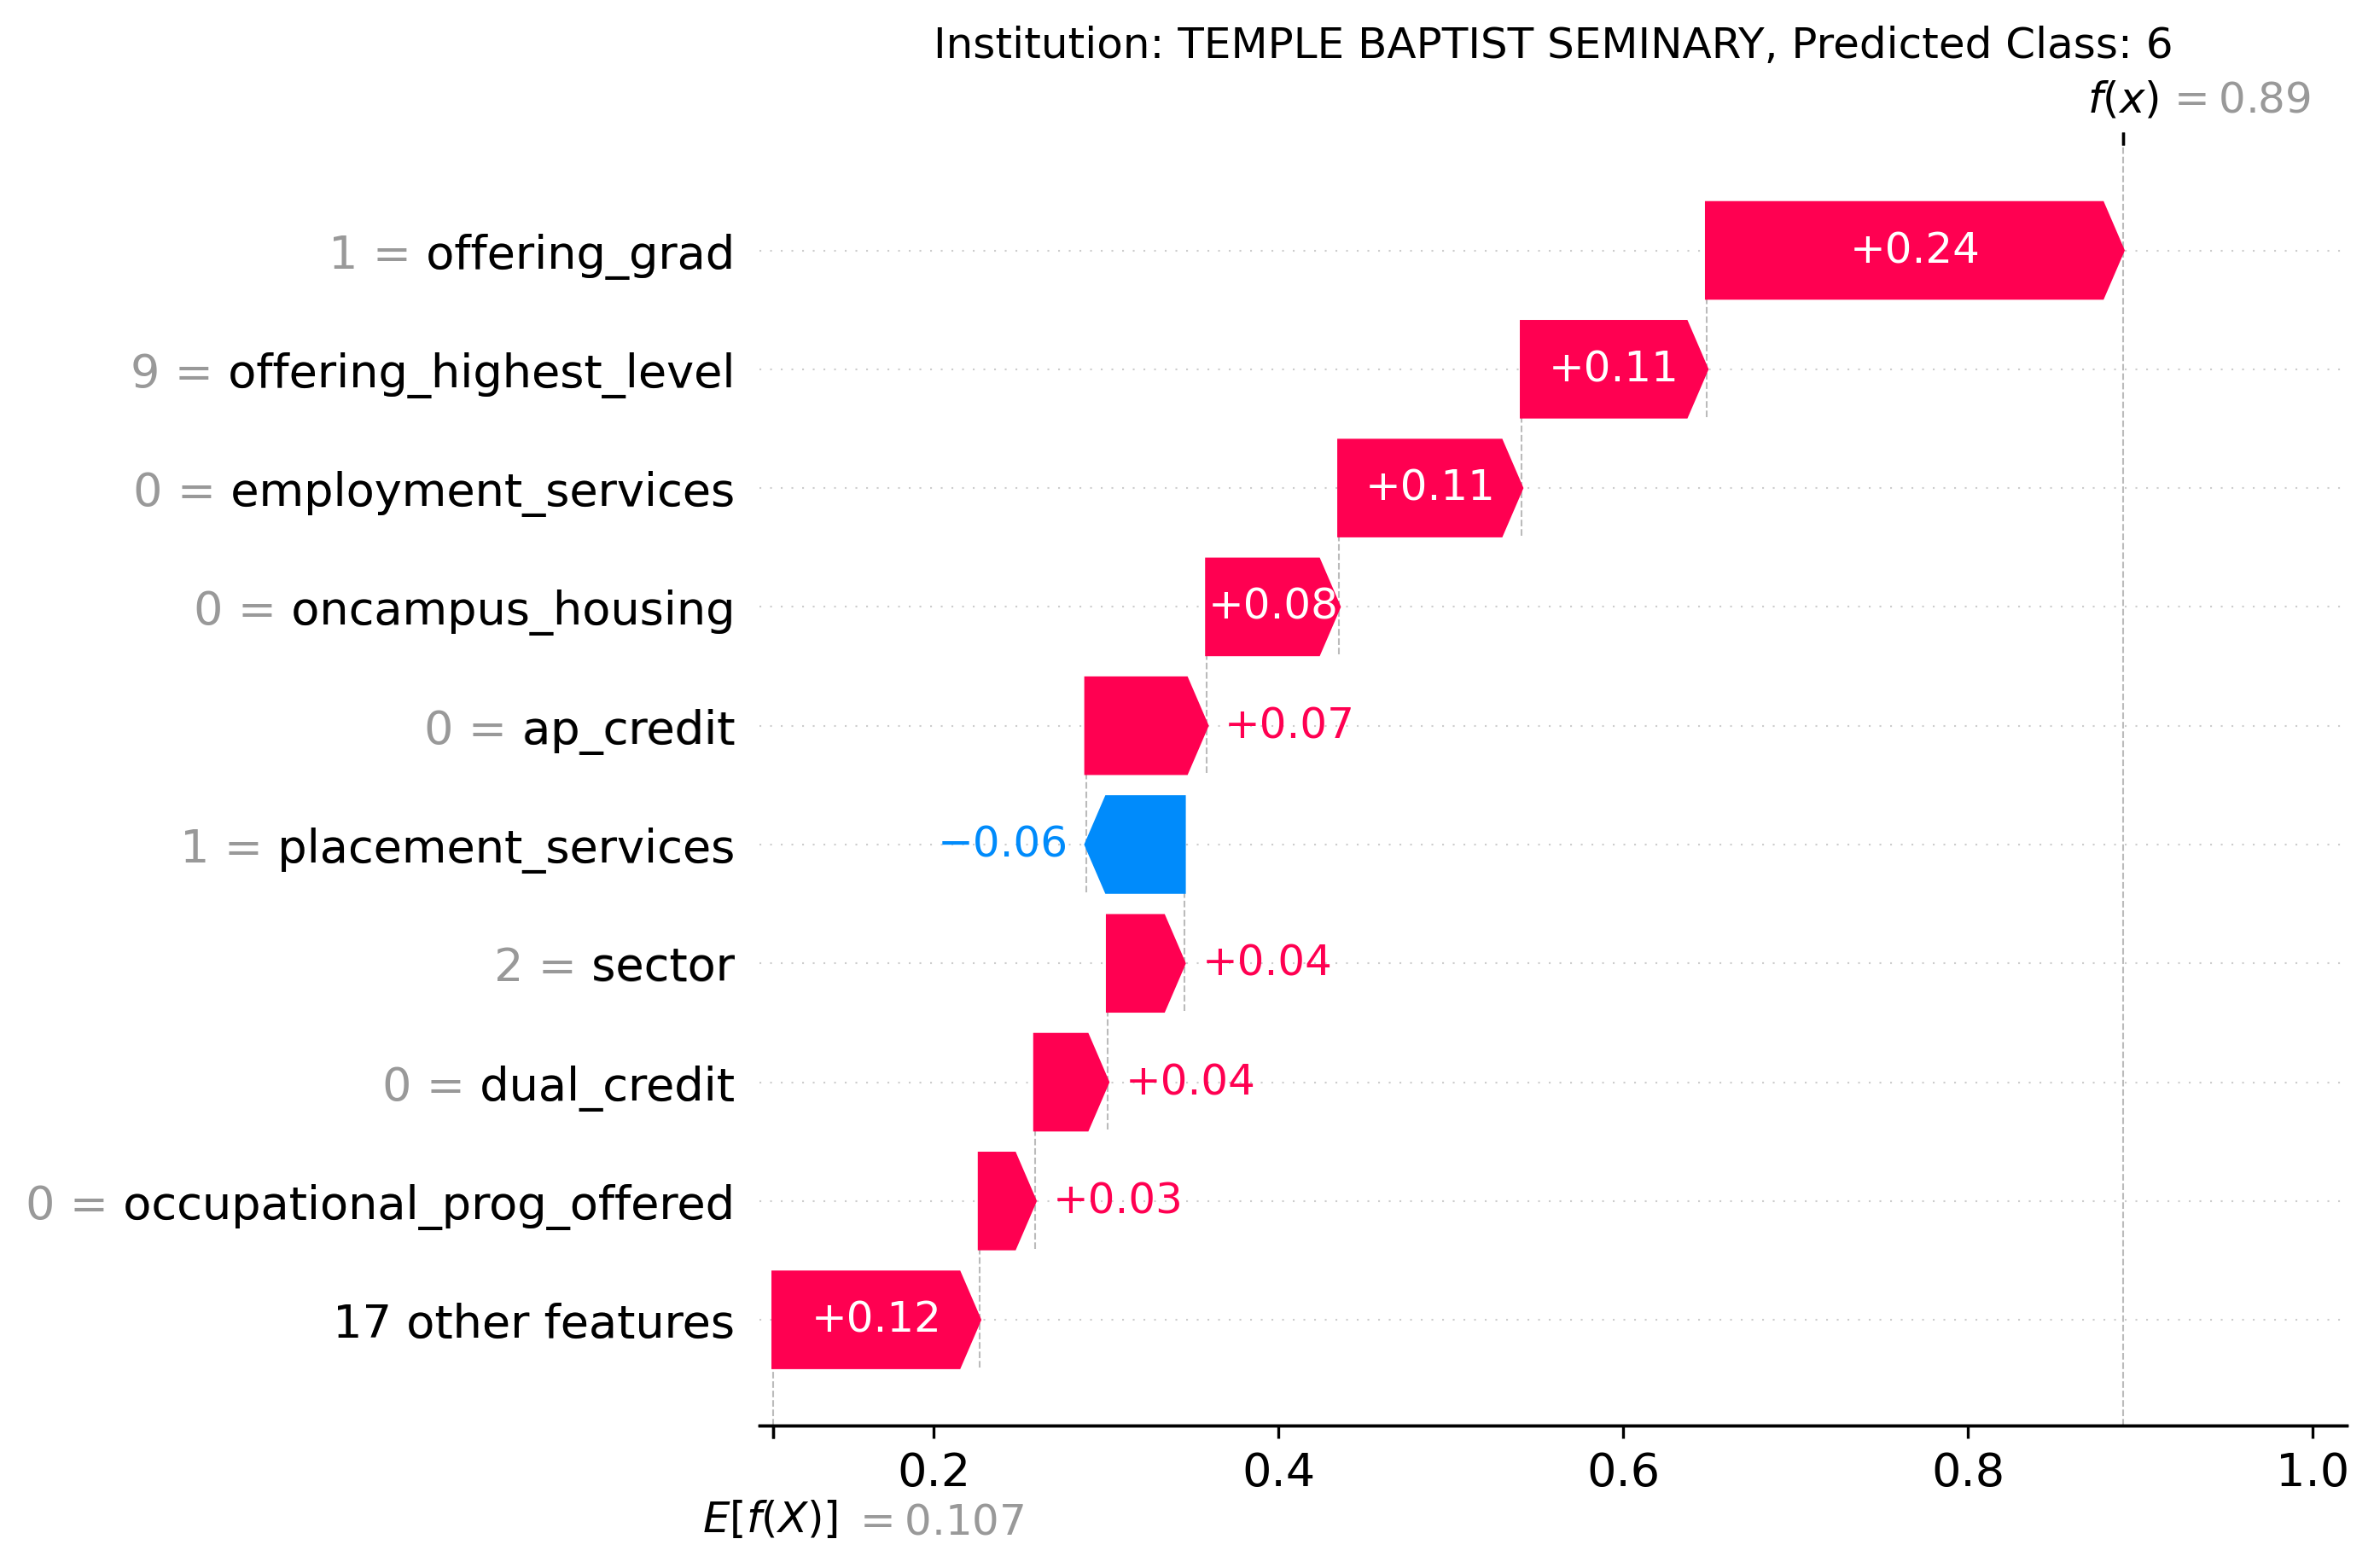 Institution: TEMPLE BAPTIST SEMINARY, Predicted Class: 6
f(x) = 0.89
1 = offering_grad +0.24
9 = offering_highest_level +0.11
0 = employment_services +0.11
0 = oncampus_housing +0.08
0 = ap_credit +0.07
1 = placement_services −0.06
2 = sector +0.04
0 = dual_credit +0.04
0 = occupational_prog_offered +0.03
17 other features +0.12
0.2 0.4 0.6 0.8 1.0
E[f(X)] = 0.107